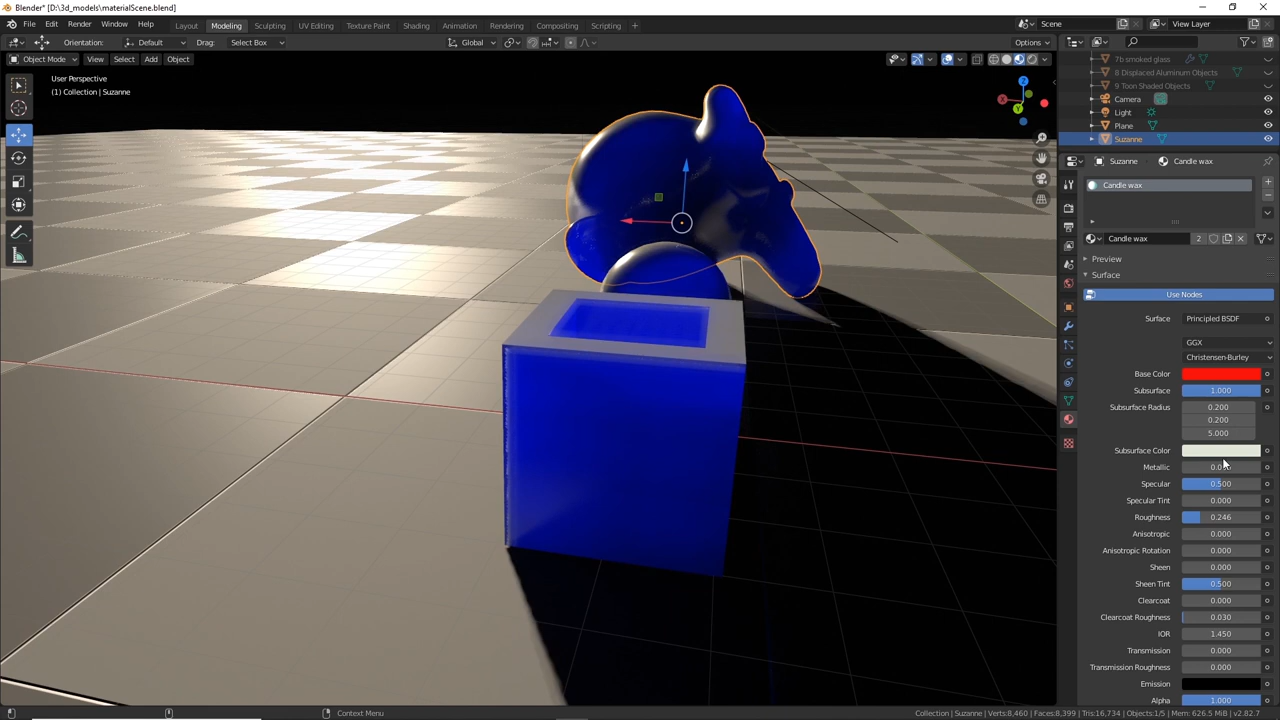 Blender* [D:\3d_models\materialScene.blend]
File Edit Render Window Help Layout Modeling Sculpting UV Editing Texture Paint Shading Animation Rendering Compositing Scripting Scene View Layer
Orientation: Default Drag: Select Box Global Options
Object Mode View Select Add Object
User Perspective
(1) Collection | Suzanne
Z
X
Y
7b smoked glass
8 Displaced Aluminum Objects
9 Toon Shaded Objects
Camera
Light
Plane
Suzanne
Suzanne Candle wax
Candle wax
Candle wax 2
Preview
Surface
Use Nodes
Surface Principled BSDF
GGX
Christensen-Burley
Base Color
Subsurface 1.000
Subsurface Radius 0.200
0.200
5.000
Subsurface Color
Metallic
Specular 0.500
Specular Tint 0.000
Roughness 0.246
Anisotropic 0.000
Anisotropic Rotation 0.000
Sheen 0.000
Sheen Tint 0.500
Clearcoat 0.000
Clearcoat Roughness 0.030
IOR 1.450
Transmission 0.000
Transmission Roughness 0.000
Emission
Alpha 1.000
Context Menu
Collection | Suzanne | Verts:8,460 | Faces:8,399 | Tris:16,734 | Objects:1/5 | Mem: 626.5 MiB | v2.82.7